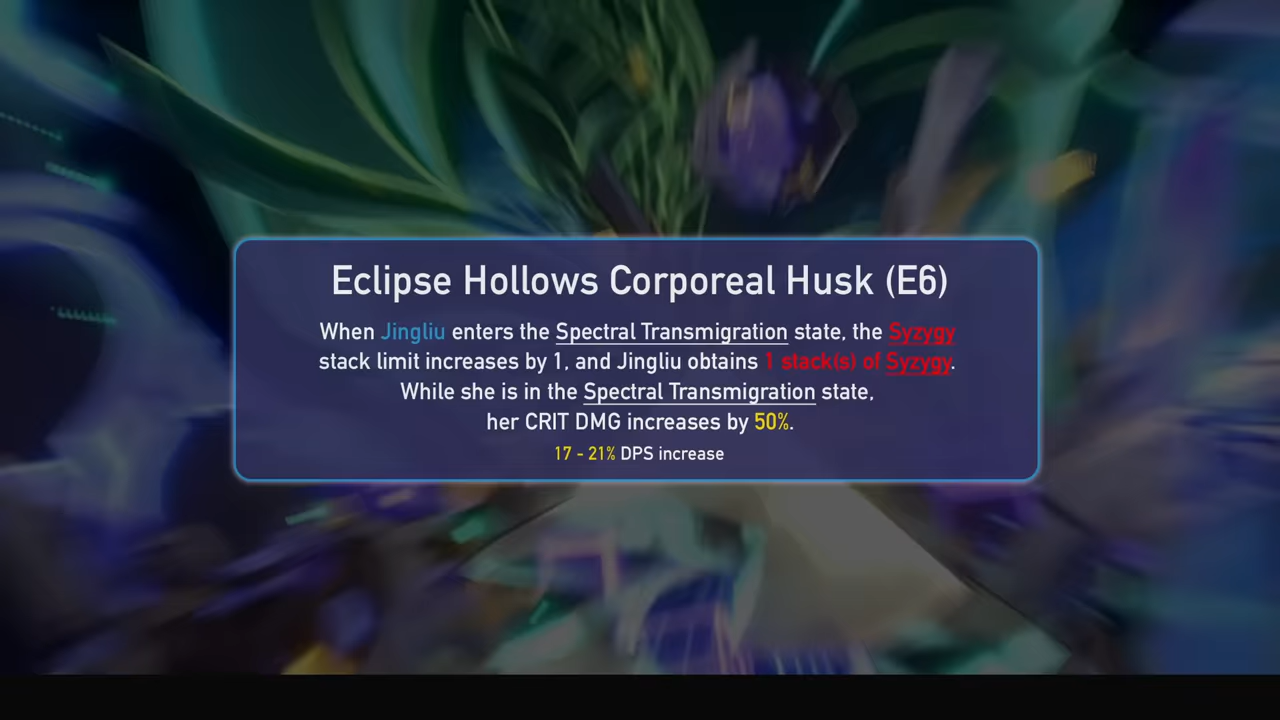 Eclipse Hollows Corporeal Husk (E6)
When Jingliu enters the Spectral Transmigration state, the Syzygy
stack limit increases by 1, and Jingliu obtains 1 stack(s) of Syzygy.
While she is in the Spectral Transmigration state,
her CRIT DMG increases by 50%.
17 - 21% DPS increase